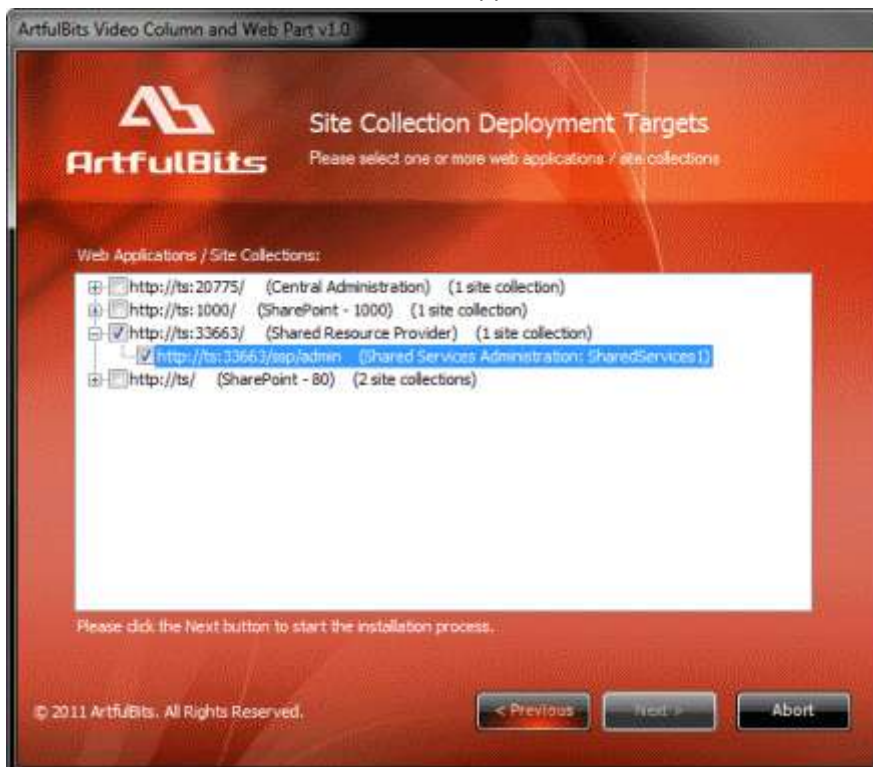 ArtfulBits Video Column and Web Part v1.0
ArtfulBits
Site Collection Deployment Targets
Please select one or more web applications / site collections
Web Applications / Site Collections:
http://ts:20775/ (Central Administration) (1 site collection)
http://ts:1000/ (SharePoint - 1000) (1 site collection)
http://ts:33663/ (Shared Resource Provider) (1 site collection)
http://ts:33663/ssp/admin (Shared Services Administration: SharedServices1)
http://ts/ (SharePoint - 80) (2 site collections)
Please click the Next button to start the installation process.
© 2011 ArtfulBits. All Rights Reserved.
< Previous
Next >
Abort